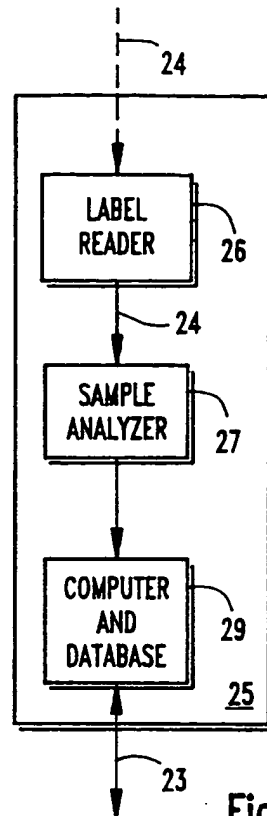 24
LABEL
READER
26
24
SAMPLE
ANALYZER
27
COMPUTER
AND
DATABASE
29
25
23